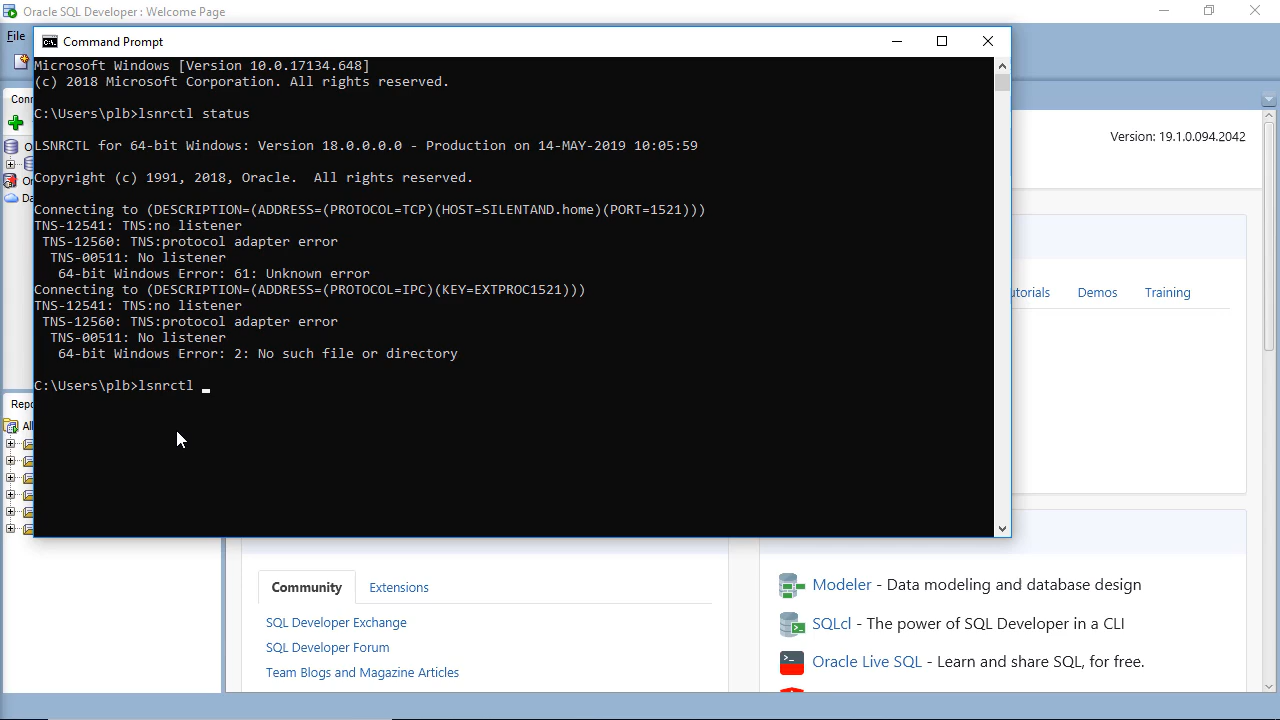 Oracle SQL Developer : Welcome Page
File
Command Prompt
Microsoft Windows [Version 10.0.17134.648]
(c) 2018 Microsoft Corporation. All rights reserved.
C:\Users\plb>lsnrctl status
LSNRCTL for 64-bit Windows: Version 18.0.0.0.0 - Production on 14-MAY-2019 10:05:59
Copyright (c) 1991, 2018, Oracle.  All rights reserved.
Connecting to (DESCRIPTION=(ADDRESS=(PROTOCOL=TCP)(HOST=SILENTAND.home)(PORT=1521)))
TNS-12541: TNS:no listener
TNS-12560: TNS:protocol adapter error
TNS-00511: No listener
64-bit Windows Error: 61: Unknown error
Connecting to (DESCRIPTION=(ADDRESS=(PROTOCOL=IPC)(KEY=EXTPROC1521)))
TNS-12541: TNS:no listener
TNS-12560: TNS:protocol adapter error
TNS-00511: No listener
64-bit Windows Error: 2: No such file or directory
C:\Users\plb>lsnrctl _
Version: 19.1.0.094.2042
Demos
Training
Community
Extensions
SQL Developer Exchange
SQL Developer Forum
Team Blogs and Magazine Articles
Modeler - Data modeling and database design
SQLcl - The power of SQL Developer in a CLI
Oracle Live SQL - Learn and share SQL, for free.